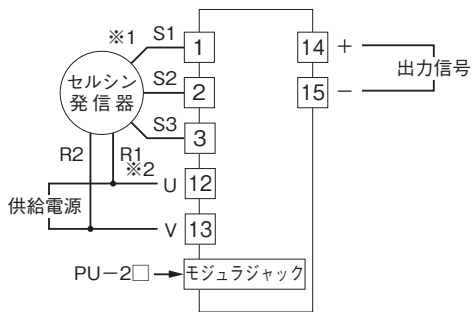 ※1
S1
1
14
+
セルシン
発信器
S2
2
15
−
出力信号
S3
3
R2
R1
※2
U
12
供給電源
V
13
PU−2□
モジュラジャック